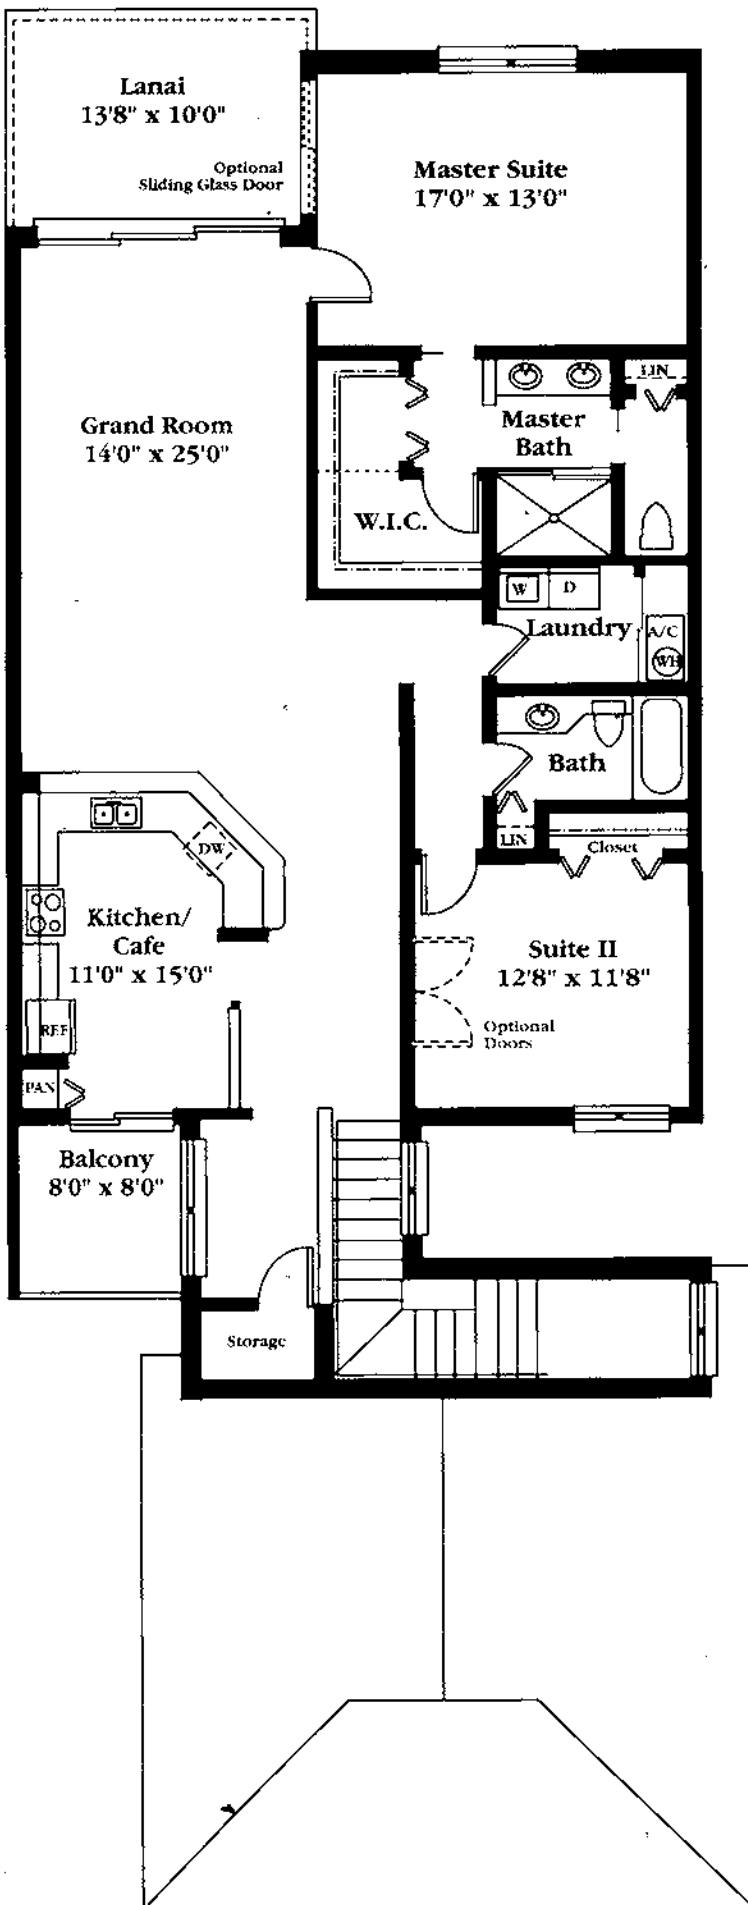 Lanai
13'8" x 10'0"
Optional
Sliding Glass Door
Master Suite
17'0" x 13'0"
Grand Room
14'0" x 25'0"
LIN
Master
Bath
W.I.C.
W
D
Laundry
A/C
WH
Bath
LIN
Closet
DW
Kitchen/
Cafe
11'0" x 15'0"
Suite II
12'8" x 11'8"
Optional
Doors
REF
PAN
Balcony
8'0" x 8'0"
Storage